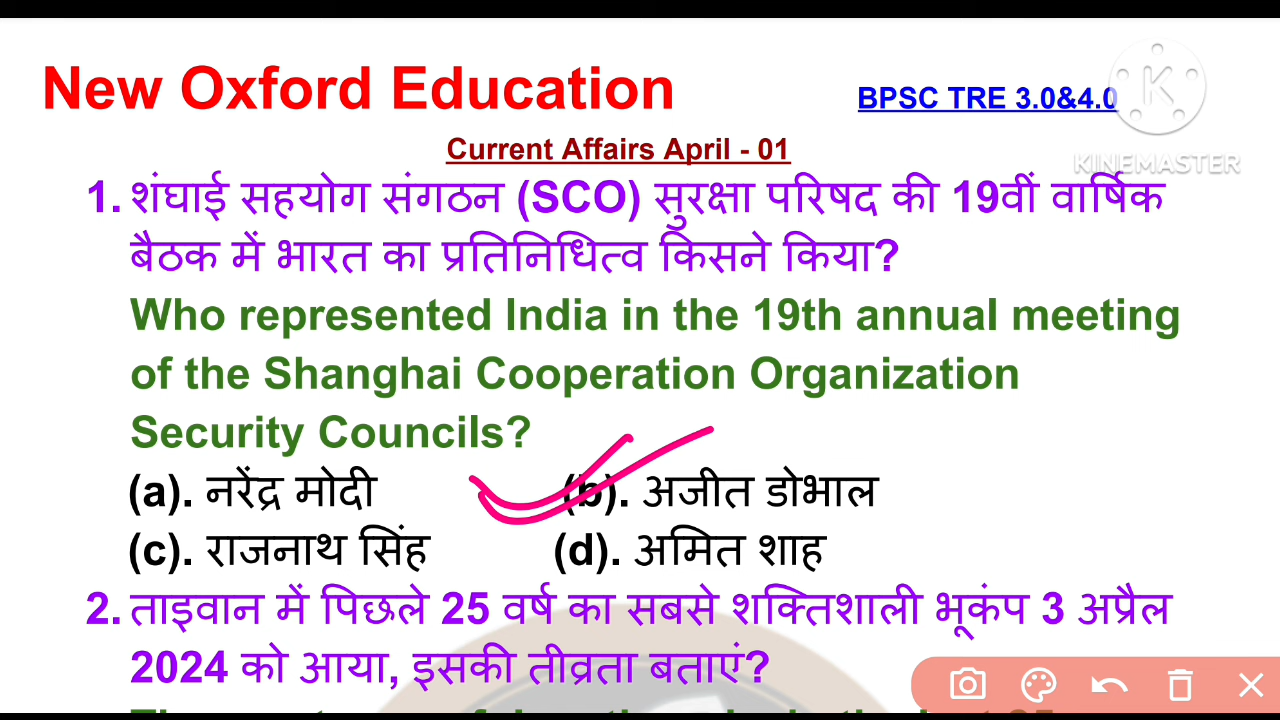 New Oxford Education
BPSC TRE 3.0&4.0
KINEMASTER
Current Affairs April - 01
1. शंघाई सहयोग संगठन (SCO) सुरक्षा परिषद की 19वीं वार्षिक
बैठक में भारत का प्रतिनिधित्व किसने किया?
Who represented India in the 19th annual meeting
of the Shanghai Cooperation Organization
Security Councils?
(a). नरेंद्र मोदी (b). अजीत डोभाल
(c). राजनाथ सिंह (d). अमित शाह
2. ताइवान में पिछले 25 वर्ष का सबसे शक्तिशाली भूकंप 3 अप्रैल
2024 को आया, इसकी तीव्रता बताएं?